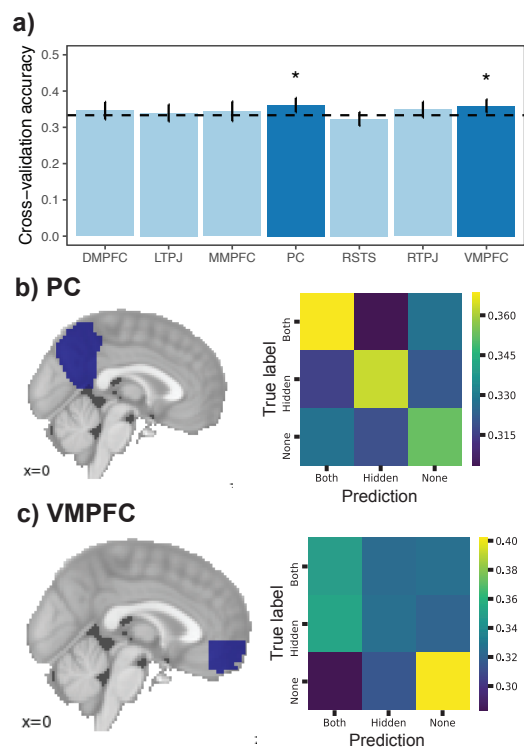 a)
Cross-validation accuracy
0.5
0.4
0.3
0.2
0.1
0.0
*
*
DMPFC LTPJ MMPFC PC RSTS RTPJ VMPFC
b) PC
x=0
True label
Both
Hidden
None
Both Hidden None
Prediction
0.360
0.345
0.330
0.315
c) VMPFC
x=0
:
True label
Both
Hidden
None
Both Hidden None
Prediction
0.40
0.38
0.36
0.34
0.32
0.30